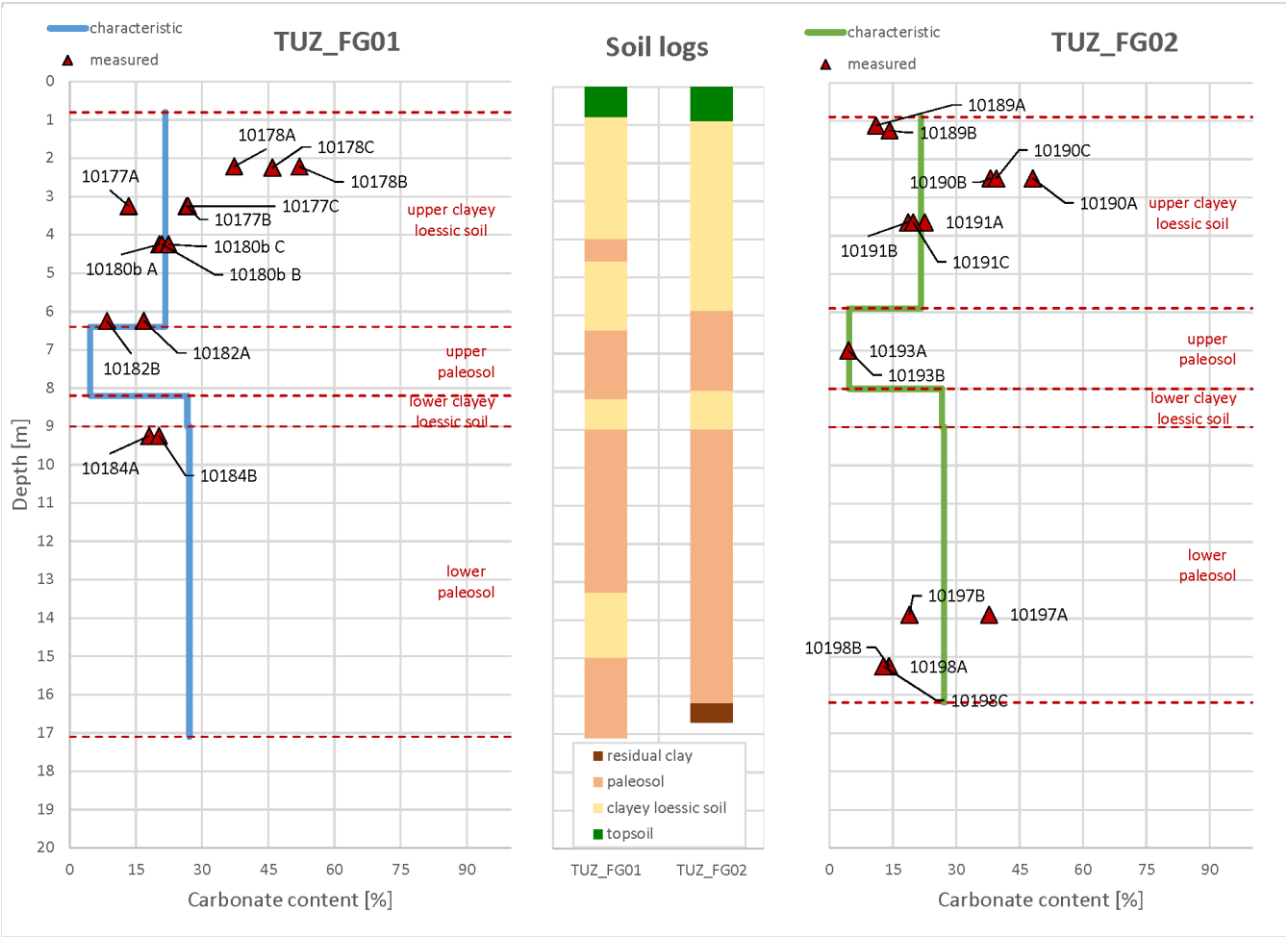 characteristic
measured
TUZ_FG01
Soil logs
characteristic
measured
TUZ_FG02
0
1
2
3
4
5
6
7
8
9
10
11
12
13
14
15
16
17
18
19
20
Depth [m]
10178A
10178C
10178B
10177A
10177C
10177B
upper clayey
loessic soil
10180b C
10180b A
10180b B
10182A
10182B
upper
paleosol
lower clayey
loessic soil
10184A
10184B
lower
paleosol
0
15
30
45
60
75
90
Carbonate content [%]
residual clay
paleosol
clayey loessic soil
topsoil
TUZ_FG01
TUZ_FG02
10189A
10189B
10190C
10190B
10190A
upper clayey
loessic soil
10191A
10191B
10191C
10193A
10193B
upper
paleosol
lower clayey
loessic soil
lower
paleosol
10197B
10197A
10198B
10198A
10198C
0
15
30
45
60
75
90
Carbonate content [%]